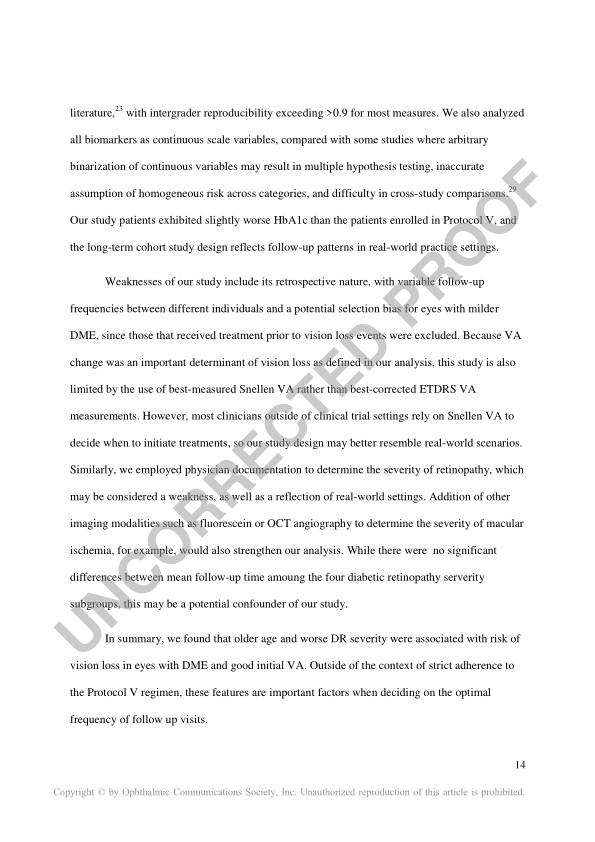 literature,23 with intergrader reproducibility exceeding >0.9 for most measures. We also analyzed
all biomarkers as continuous scale variables, compared with some studies where arbitrary
binarization of continuous variables may result in multiple hypothesis testing, inaccurate
assumption of homogeneous risk across categories, and difficulty in cross-study comparisons.29
Our study patients exhibited slightly worse HbA1c than the patients enrolled in Protocol V, and
the long-term cohort study design reflects follow-up patterns in real-world practice settings.
Weaknesses of our study include its retrospective nature, with variable follow-up
frequencies between different individuals and a potential selection bias for eyes with milder
DME, since those that received treatment prior to vision loss events were excluded. Because VA
change was an important determinant of vision loss as defined in our analysis, this study is also
limited by the use of best-measured Snellen VA rather than best-corrected ETDRS VA
measurements. However, most clinicians outside of clinical trial settings rely on Snellen VA to
decide when to initiate treatments, so our study design may better resemble real-world scenarios.
Similarly, we employed physician documentation to determine the severity of retinopathy, which
may be considered a weakness, as well as a reflection of real-world settings. Addition of other
imaging modalities such as fluorescein or OCT angiography to determine the severity of macular
ischemia, for example, would also strengthen our analysis. While there were  no significant
differences between mean follow-up time amoung the four diabetic retinopathy serverity
subgroups, this may be a potential confounder of our study.
In summary, we found that older age and worse DR severity were associated with risk of
vision loss in eyes with DME and good initial VA. Outside of the context of strict adherence to
the Protocol V regimen, these features are important factors when deciding on the optimal
frequency of follow up visits.
14
Copyright © by Ophthalmic Communications Society, Inc. Unauthorized reproduction of this article is prohibited.
UNCORRECTED PROOF